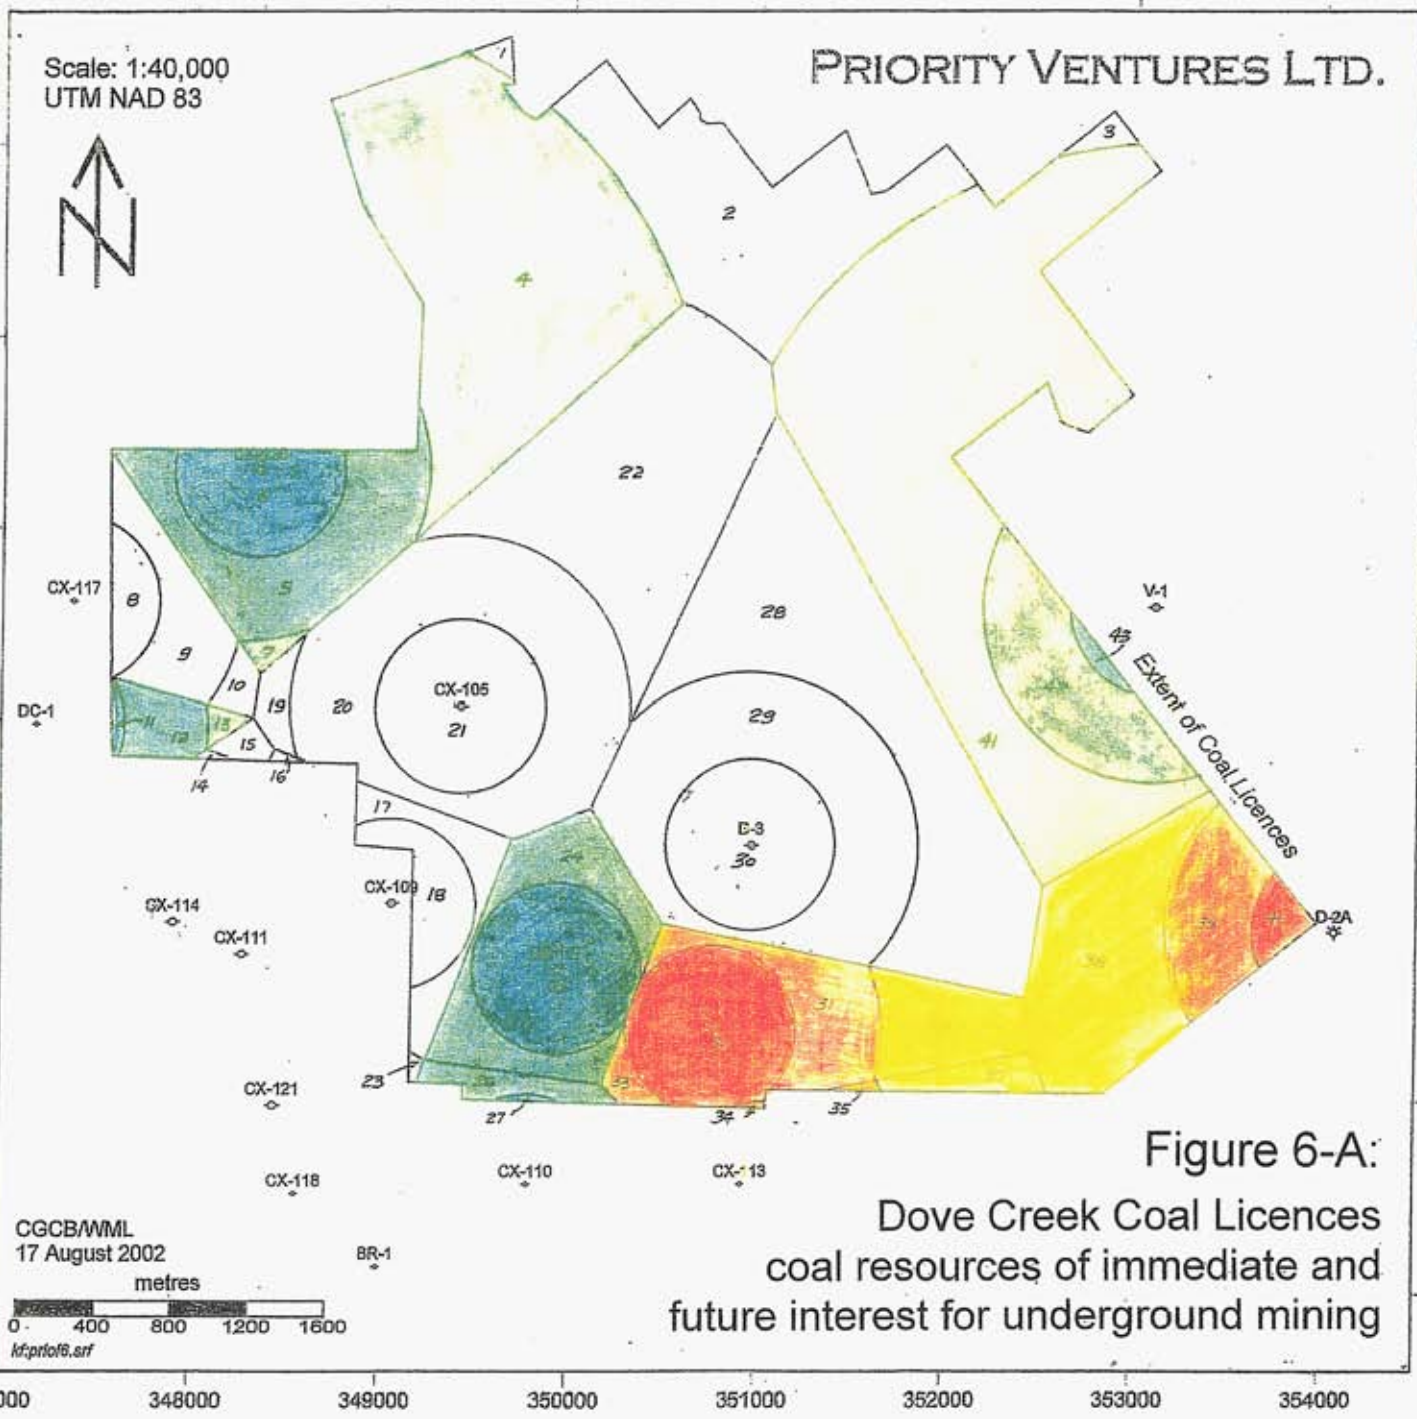 Scale: 1:40,000
UTM NAD 83
PRIORITY VENTURES LTD.
N
1
3
2
4
22
5
CX-117
8
V-1
28
9
7
43
Extent of Coal Licences
10
19
20
CX-105
21
DC-1
11
12
13
15
29
41
14
16
17
D-3
30
24
CX-109
18
CX-114
CX-111
D-2A
31
23
33
27
34
35
CX-121
CX-110
CX-113
CX-118
BR-1
Figure 6-A:
Dove Creek Coal Licences
coal resources of immediate and
future interest for underground mining
CGCB/WML
17 August 2002
metres
0 400 800 1200 1600
kf:priof6.srf
000 348000 349000 350000 351000 352000 353000 354000